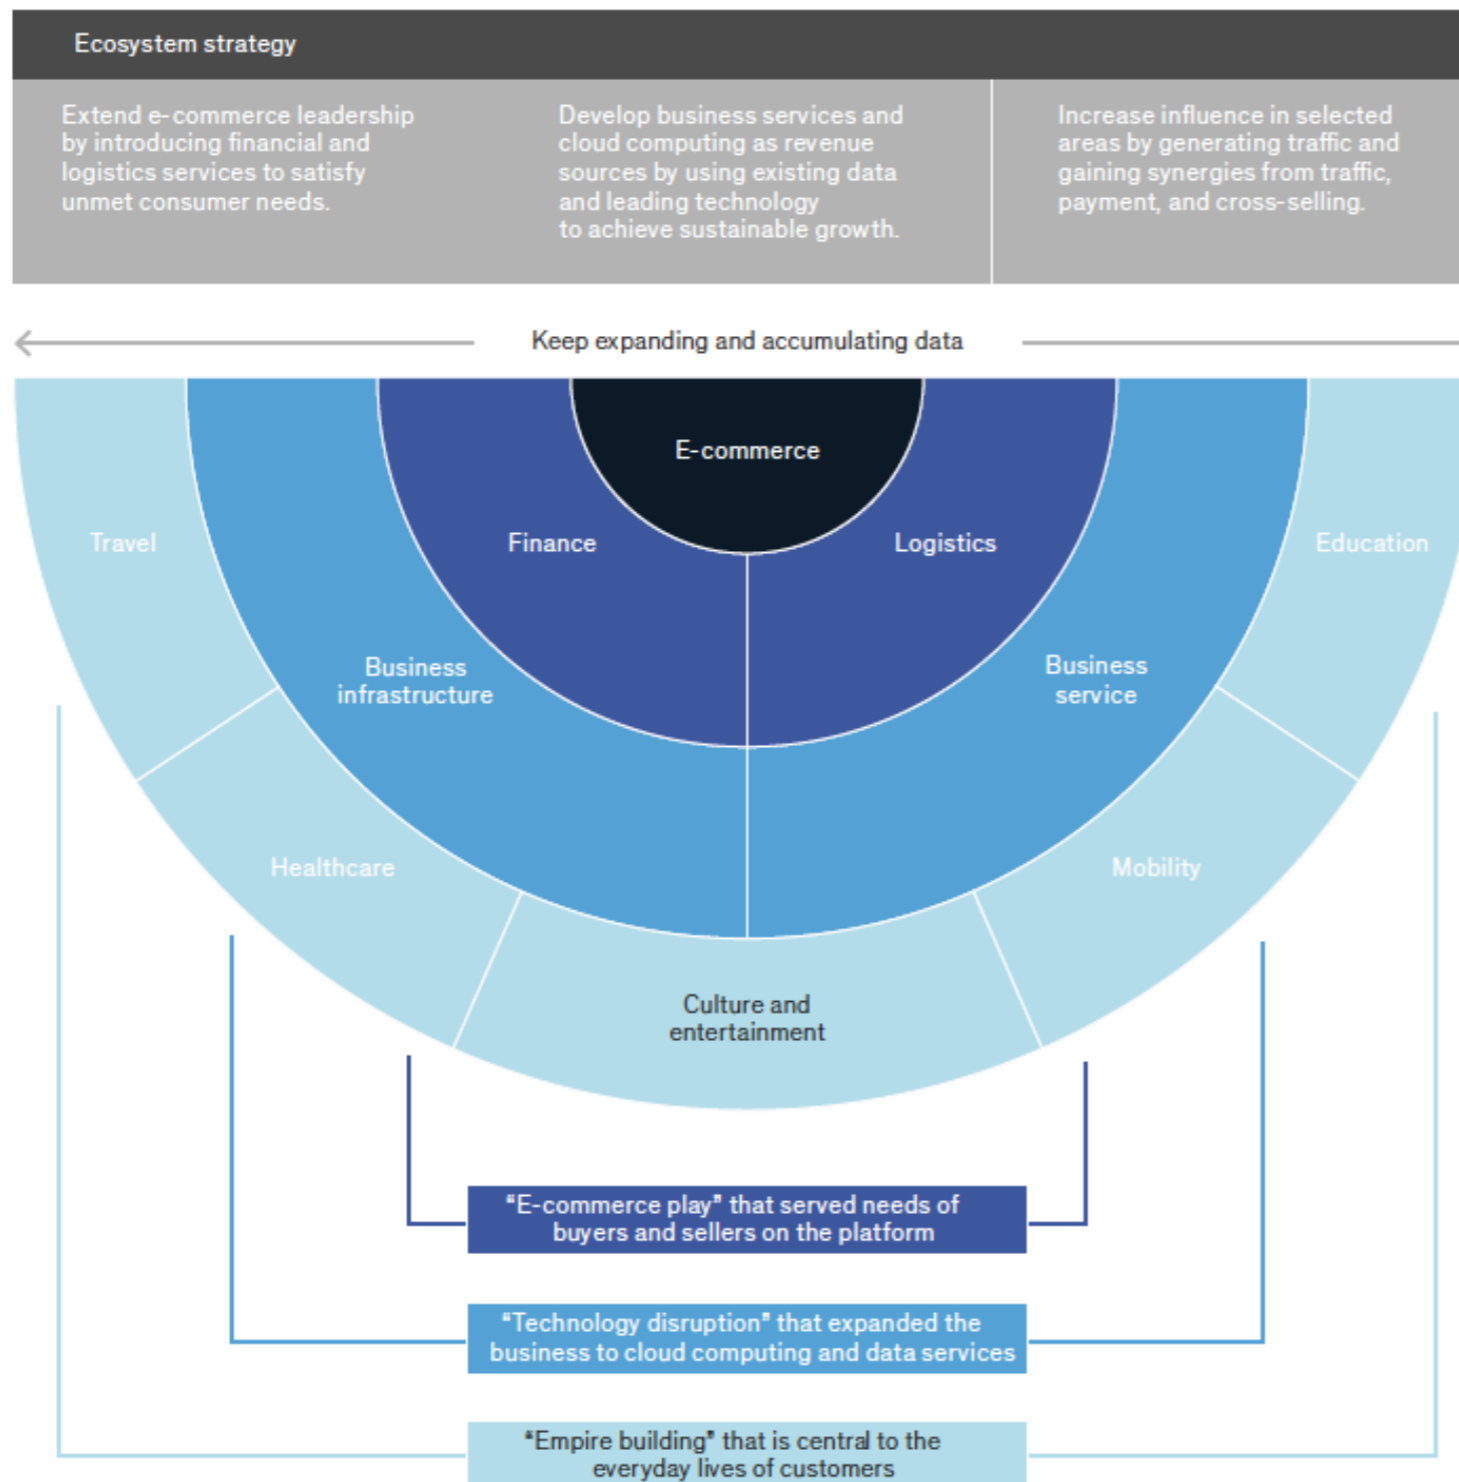 Ecosystem strategy
Extend e-commerce leadership
by introducing financial and
logistics services to satisfy
unmet consumer needs.
Develop business services and
cloud computing as revenue
sources by using existing data
and leading technology
to achieve sustainable growth.
Increase influence in selected
areas by generating traffic and
gaining synergies from traffic,
payment, and cross-selling.
Keep expanding and accumulating data
E-commerce
Finance
Logistics
Travel
Education
Business
infrastructure
Business
service
Healthcare
Mobility
Culture and
entertainment
“E-commerce play” that served needs of
buyers and sellers on the platform
“Technology disruption” that expanded the
business to cloud computing and data services
“Empire building” that is central to the
everyday lives of customers